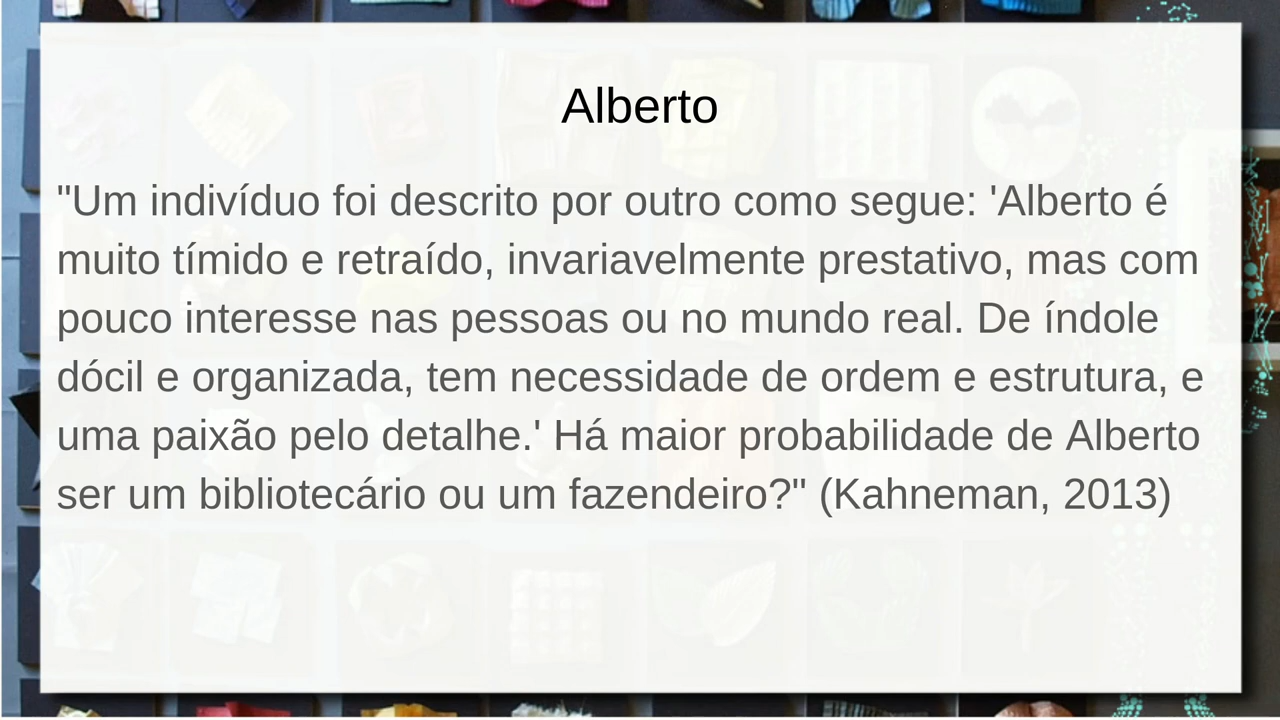 Alberto
"Um indivíduo foi descrito por outro como segue: 'Alberto é
muito tímido e retraído, invariavelmente prestativo, mas com
pouco interesse nas pessoas ou no mundo real. De índole
dócil e organizada, tem necessidade de ordem e estrutura, e
uma paixão pelo detalhe.' Há maior probabilidade de Alberto
ser um bibliotecário ou um fazendeiro?" (Kahneman, 2013)